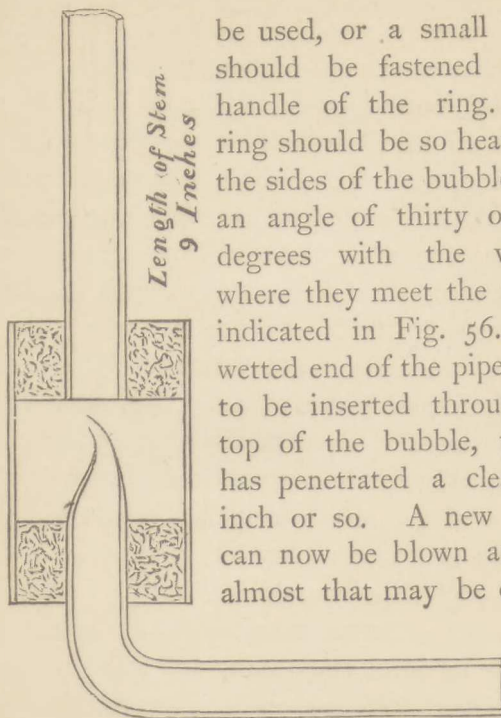 be used, or a small
should be fastened
handle of the ring.
ring should be so hea
the sides of the bubble
an angle of thirty o
degrees with the v
where they meet the
indicated in Fig. 56.
wetted end of the pipe
to be inserted throu
top of the bubble,
has penetrated a cle
inch or so. A new
can now be blown a
almost that may be
Length of Stem
9 Inches